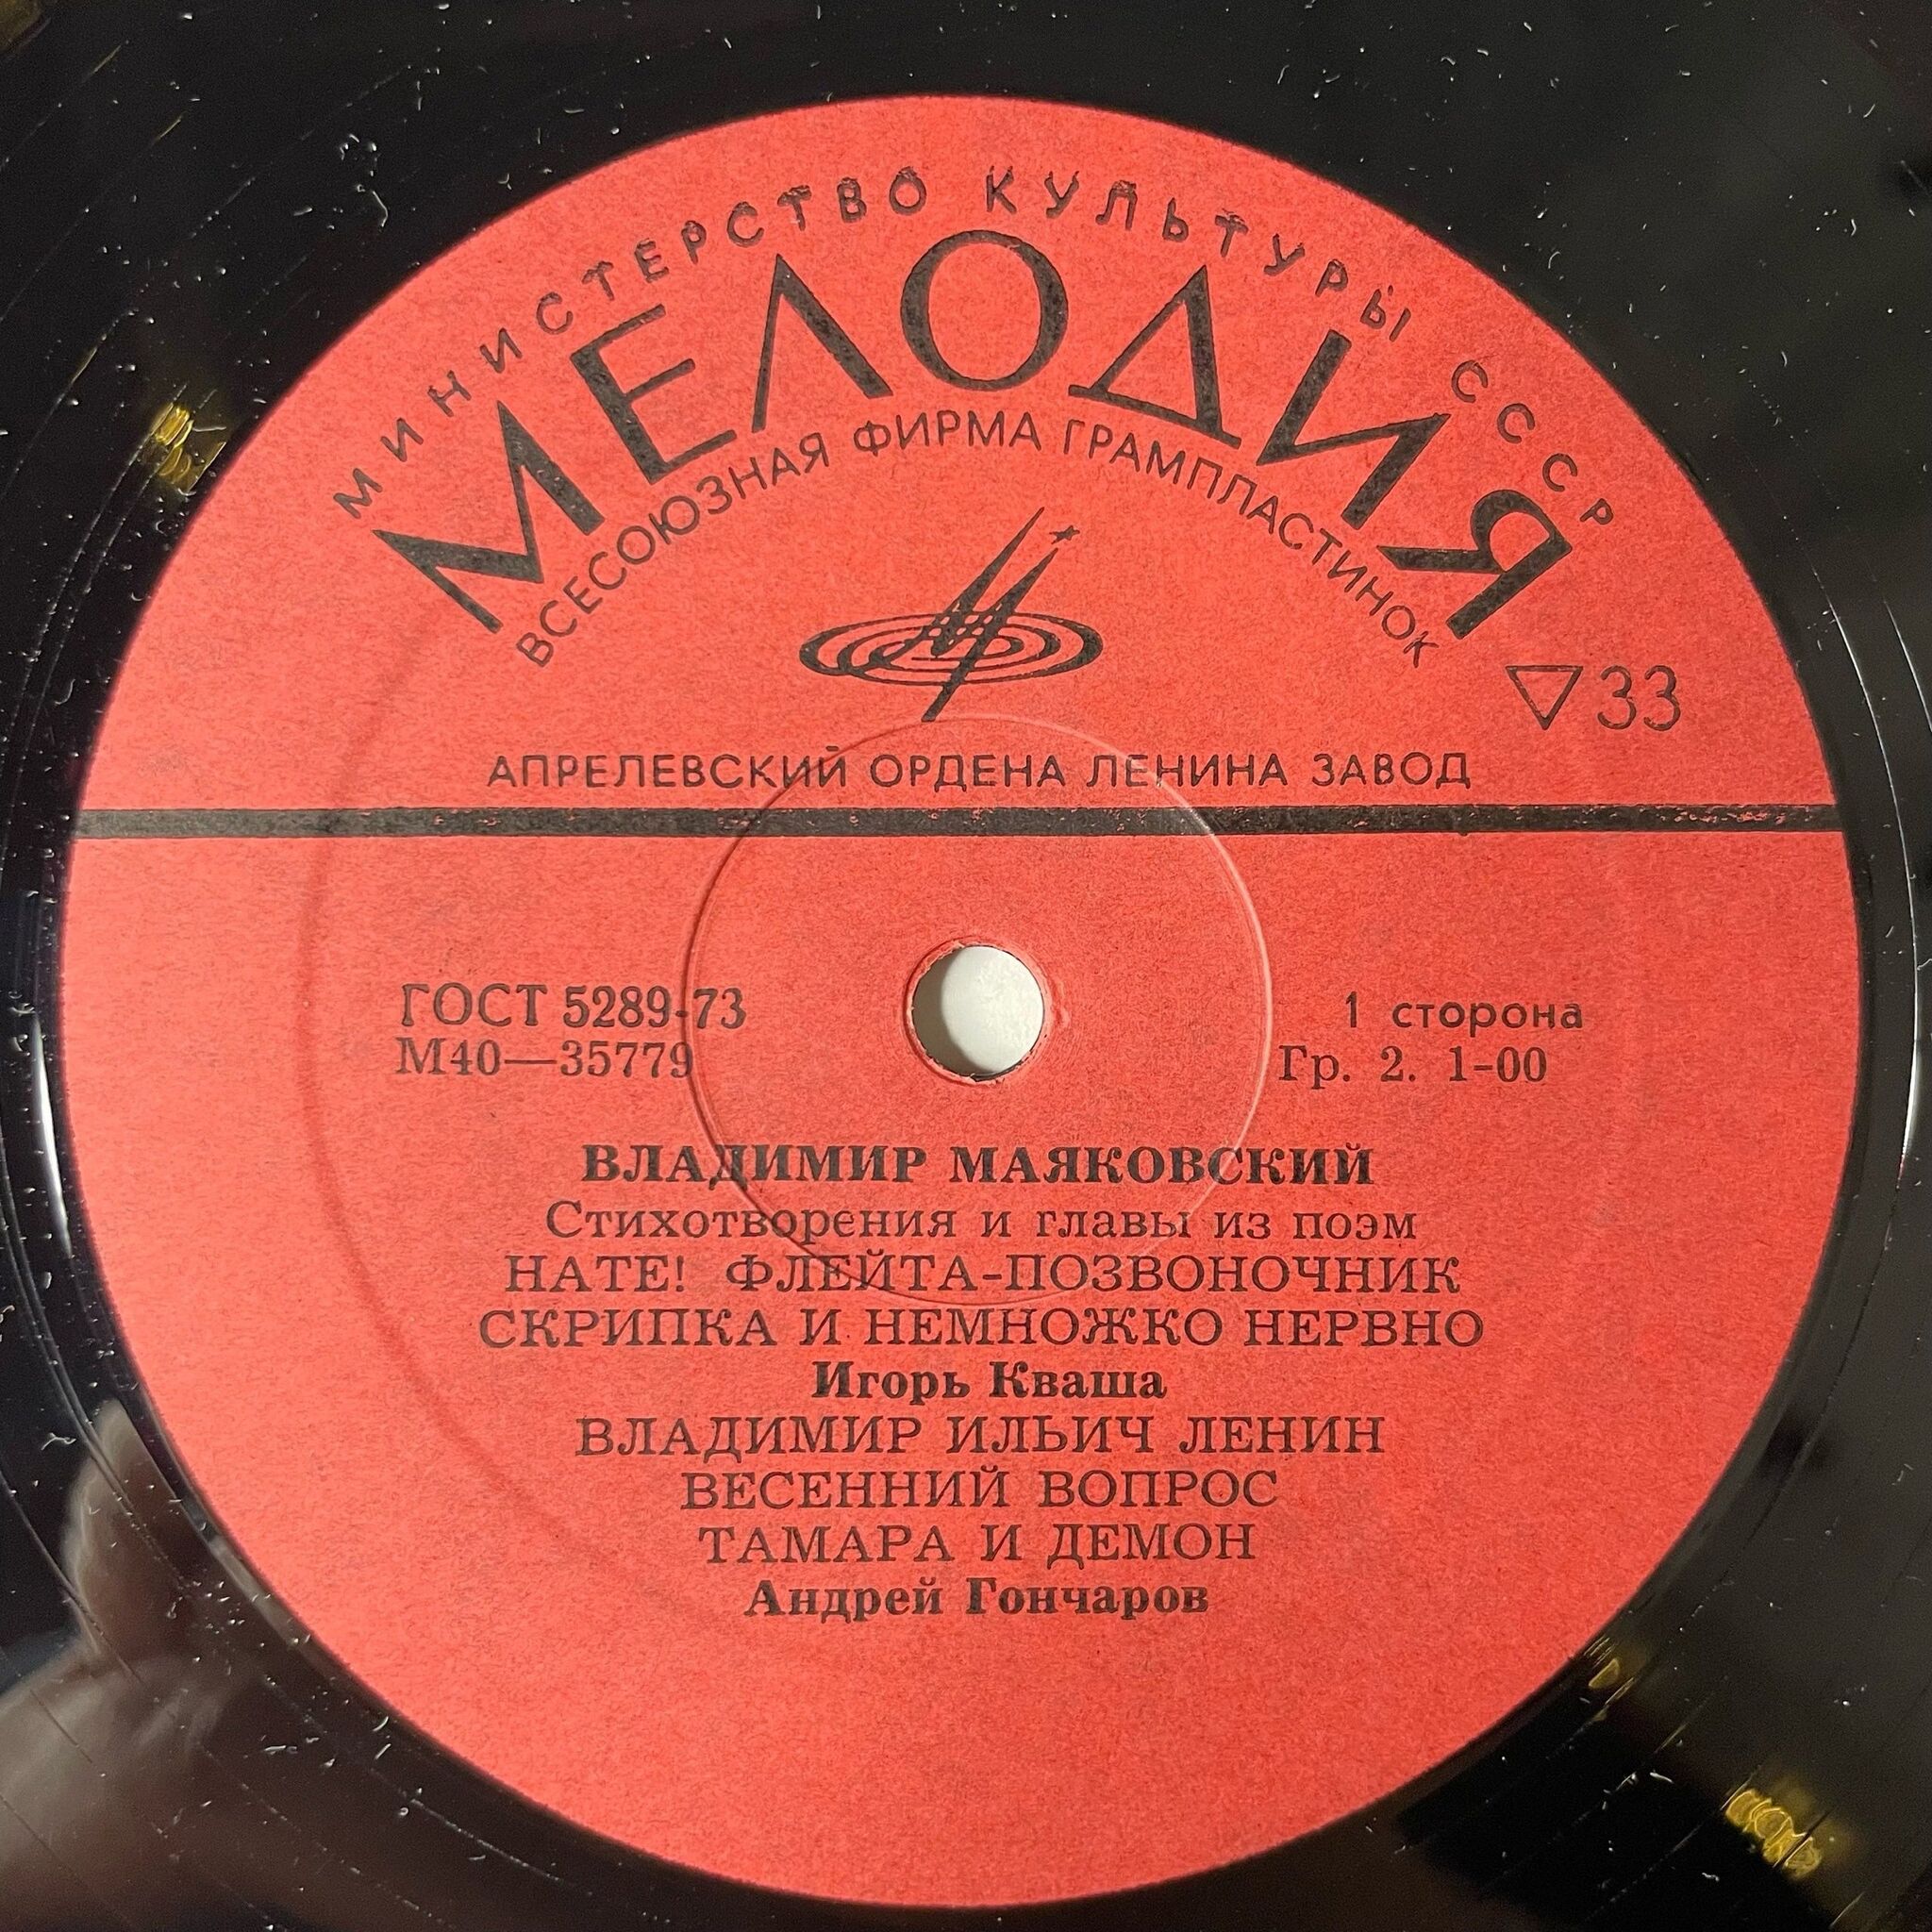 МИНИСТЕРСТВО КУЛЬТУРЫ СССР
МЕЛОДИЯ
ВСЕСОЮЗНАЯ ФИРМА ГРАМПЛАСТИНОК
33
АПРЕЛЕВСКИЙ ОРДЕНА ЛЕНИНА ЗАВОД
ГОСТ 5289-73
1 сторона
М40—35779
Гр. 2. 1-00
ВЛАДИМИР МАЯКОВСКИЙ
Стихотворения и главы из поэм
НАТЕ! ФЛЕЙТА-ПОЗВОНОЧНИК
СКРИПКА И НЕМНОЖКО НЕРВНО
Игорь Кваша
ВЛАДИМИР ИЛЬИЧ ЛЕНИН
ВЕСЕННИЙ ВОПРОС
ТАМАРА И ДЕМОН
Андрей Гончаров